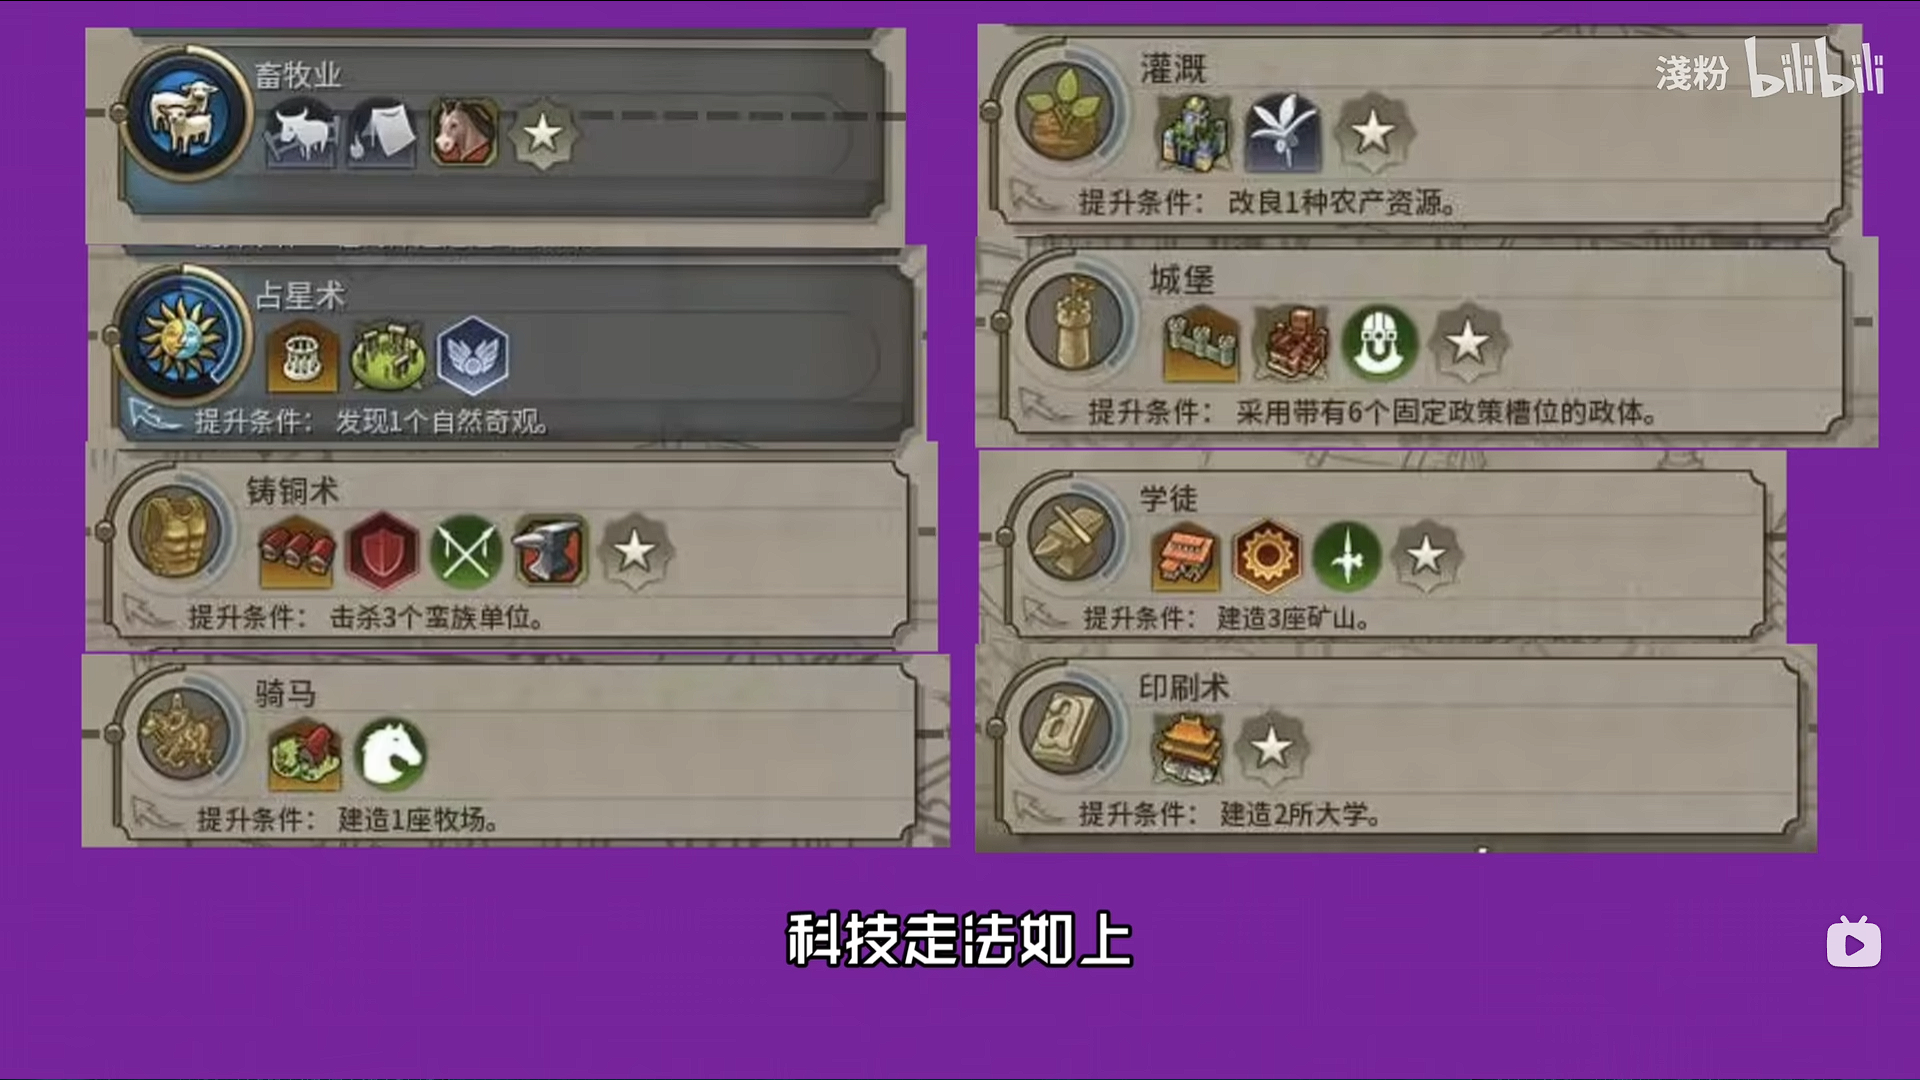 畜牧业
占星术
提升条件： 发现1个自然奇观。
铸铜术
提升条件： 击杀3个蛮族单位。
骑马
提升条件： 建造1座牧场。
淺粉 bilibili
灌溉
提升条件： 改良1种农产资源。
城堡
提升条件： 采用带有6个固定政策槽位的政体。
学徒
提升条件： 建造3座矿山。
印刷术
提升条件： 建造2所大学。
科技走法如上